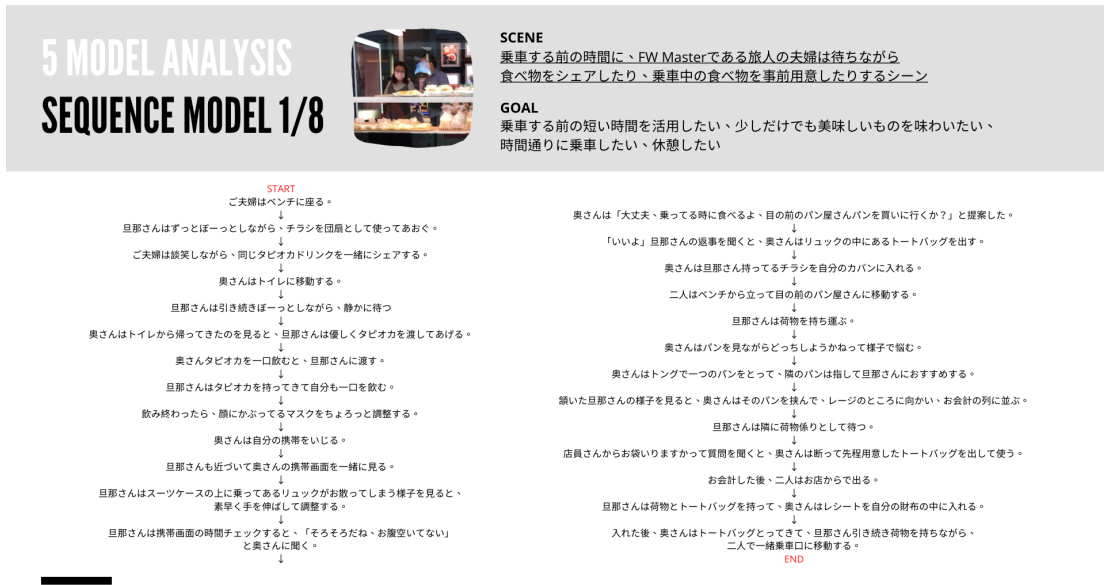 5 MODEL ANALYSIS
SEQUENCE MODEL 1/8
SCENE
乗車する前の時間に、FW Masterである旅人の夫婦は待ちながら
食べ物をシェアしたり、乗車中の食べ物を事前用意したりするシーン
GOAL
乗車する前の短い時間を活用したい、少しだけでも美味しいものを味わいたい、
時間通りに乗車したい、休憩したい
START
ご夫婦はベンチに座る。
↓
旦那さんはずっとぼーっとしながら、チラシを団扇として使ってあおぐ。
↓
ご夫婦は談笑しながら、同じタピオカドリンクを一緒にシェアする。
↓
奥さんはトイレに移動する。
↓
旦那さんは引き続きぼーっとしながら、静かに待つ
↓
奥さんはトイレから帰ってきたのを見ると、旦那さんは優しくタピオカを渡してあげる。
↓
奥さんタピオカを一口飲むと、旦那さんに渡す。
↓
旦那さんはタピオカを持ってきて自分も一口を飲む。
↓
飲み終わったら、顔にかぶってるマスクをちょろっと調整する。
↓
奥さんは自分の携帯をいじる。
↓
旦那さんも近づいて奥さんの携帯画面を一緒に見る。
↓
旦那さんはスーツケースの上に乗ってあるリュックがお散ってしまう様子を見ると、
素早く手を伸ばして調整する。
↓
旦那さんは携帯画面の時間チェックすると、「そろそろだね、お腹空いてない」
と奥さんに聞く。
↓
奥さんは「大丈夫、乗ってる時に食べるよ、目の前のパン屋さんパンを買いに行くか？」と提案した。
↓
「いいよ」旦那さんの返事を聞くと、奥さんはリュックの中にあるトートバッグを出す。
↓
奥さんは旦那さん持ってるチラシを自分のカバンに入れる。
↓
二人はベンチから立って目の前のパン屋さんに移動する。
↓
旦那さんは荷物を持ち運ぶ。
↓
奥さんはパンを見ながらどっちしようかねって様子で悩む。
↓
奥さんはトングで一つのパンをとって、隣のパンは指して旦那さんにおすすめする。
↓
頷いた旦那さんの様子を見ると、奥さんはそのパンを挟んで、レージのところに向かい、お会計の列に並ぶ。
↓
旦那さんは隣に荷物係りとして待つ。
↓
店員さんからお袋いりますかって質問を聞くと、奥さんは断って先程用意したトートバッグを出して使う。
↓
お会計した後、二人はお店からで出る。
↓
旦那さんは荷物とトートバッグを持って、奥さんはレシートを自分の財布の中に入れる。
↓
入れた後、奥さんはトートバッグとってきて、旦那さん引き続き荷物を持ちながら、
二人で一緒乗車口に移動する。
END